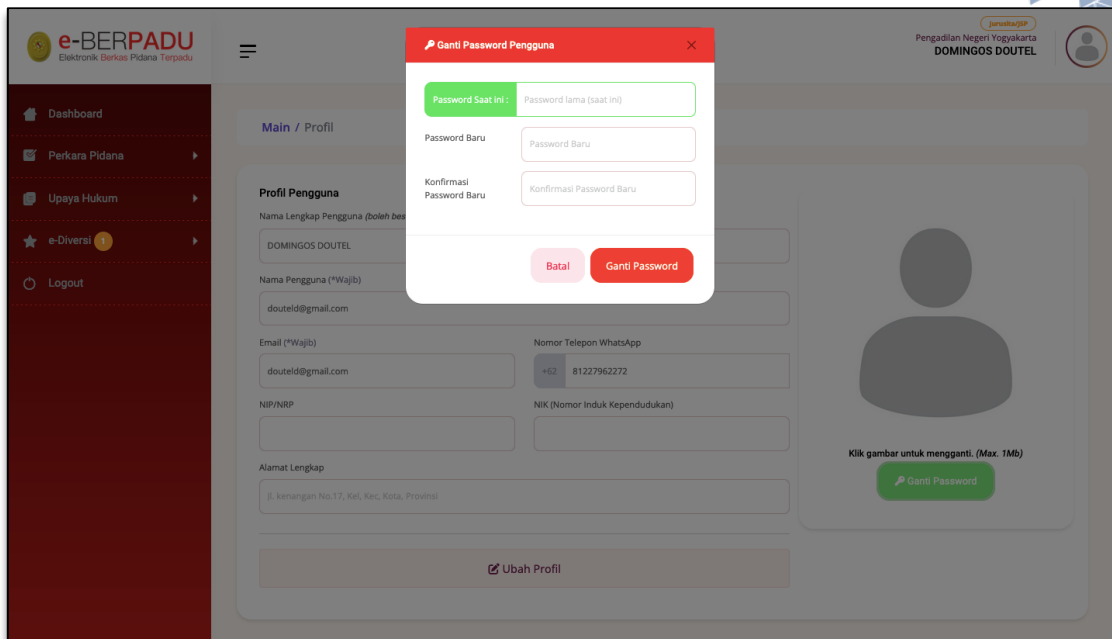 e-BERPADU
Elektronik Berkas Pidana Terpadu
Jurusita/JSP
Pengadilan Negeri Yogyakarta
DOMINGOS DOUTEL
Dashboard
Perkara Pidana
Upaya Hukum
e-Diversi 1
Logout
Main / Profil
Ganti Password Pengguna
Password Saat ini :
Password lama (saat ini)
Password Baru
Password Baru
Konfirmasi
Password Baru
Konfirmasi Password Baru
Batal
Ganti Password
Profil Pengguna
Nama Lengkap Pengguna (boleh bes
DOMINGOS DOUTEL
Nama Pengguna (*Wajib)
douteld@gmail.com
Email (*Wajib)
Nomor Telepon WhatsApp
douteld@gmail.com
+62 81227962272
NIP/NRP
NIK (Nomor Induk Kependudukan)
Alamat Lengkap
Jl. kenangan No.17, Kel, Kec, Kota, Provinsi
Ubah Profil
Klik gambar untuk mengganti. (Max. 1Mb)
Ganti Password